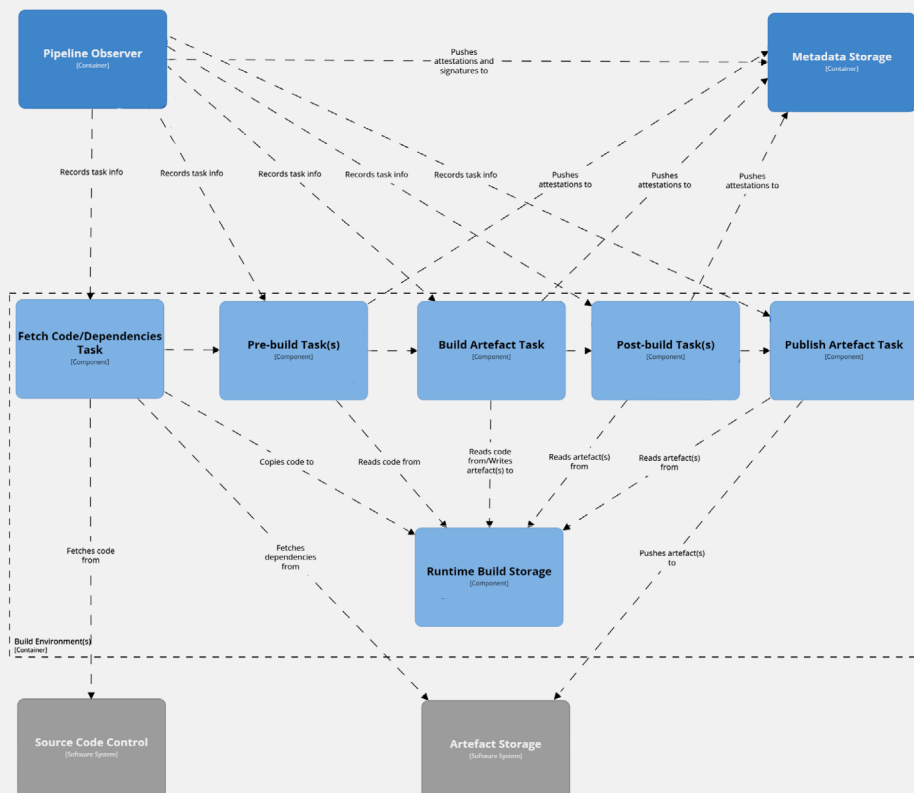 Pipeline Observer
[Container]
Metadata Storage
[Container]
Pushes
attestations and
signatures to
Records task info
Records task info
Records task info
Records task info
Records task info
Pushes
attestations to
Pushes
attestations to
Pushes
attestations to
Fetch Code/Dependencies
Task
[Component]
Pre-build Task(s)
[Component]
Build Artefact Task
[Component]
Post-build Task(s)
[Component]
Publish Artefact Task
[Component]
Copies code to
Reads code from
Reads code
from/Writes
artefact(s) to
Reads artefact(s)
from
Reads artefact(s)
from
Fetches code
from
Fetches
dependencies
from
Pushes artefact(s)
to
Runtime Build Storage
[Component]
Build Environment(s)
[Container]
Source Code Control
[Software System]
Artefact Storage
[Software System]